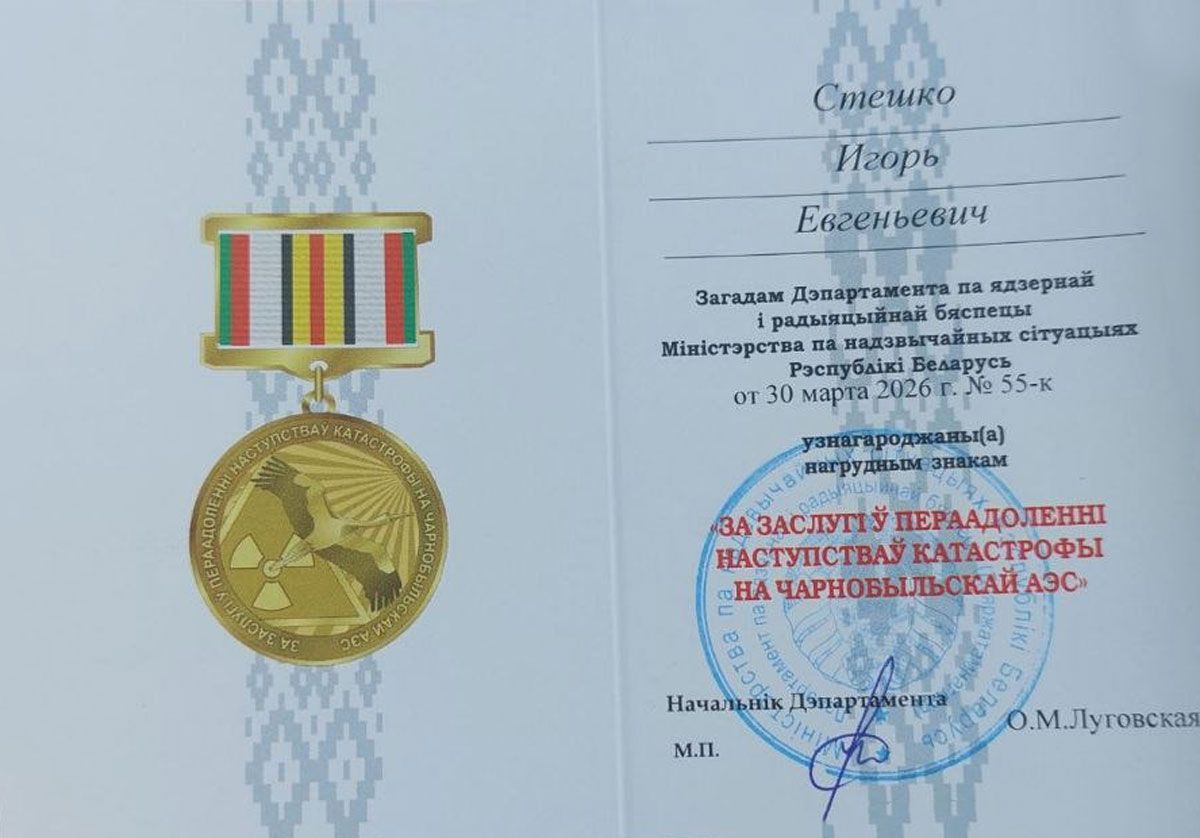 ЗА ЗАСЛУГІ Ў ПЕРААДОЛЕННІ НАСТУПСТВАЎ КАТАСТРОФЫ НА ЧАРНОБЫЛЬСКАЙ АЭС
Стешко
Игорь
Евгеньевич
Загадам Дэпартамента па ядзернай
і радыяцыйнай бяспецы
Міністэрства па надзвычайных сітуацыях
Рэспублікі Беларусь
от 30 марта 2026 г. № 55-к
узнагароджаны(а)
нагрудным знакам
«ЗА ЗАСЛУГІ Ў ПЕРААДОЛЕННІ
НАСТУПСТВАЎ КАТАСТРОФЫ
НА ЧАРНОБЫЛЬСКАЙ АЭС»
Начальнік Дэпартамента
О.М.Луговская
М.П.